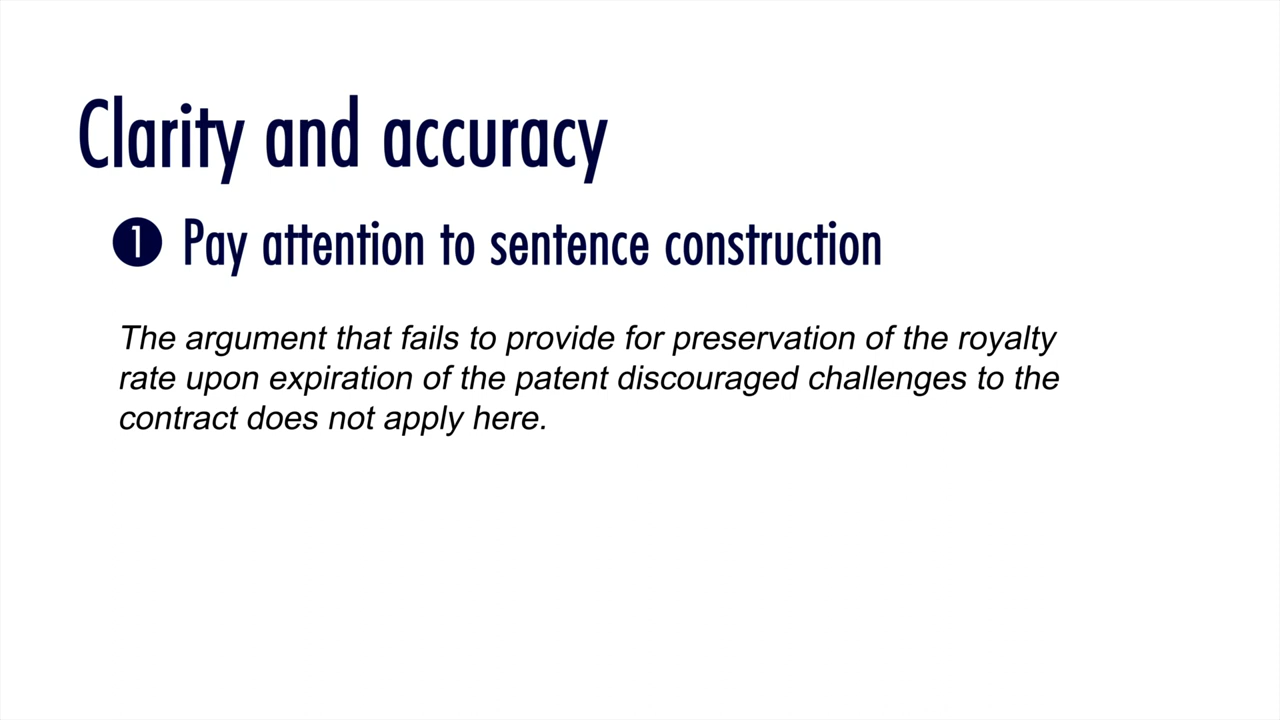 Clarity and accuracy
1 Pay attention to sentence construction
The argument that fails to provide for preservation of the royalty
rate upon expiration of the patent discouraged challenges to the
contract does not apply here.